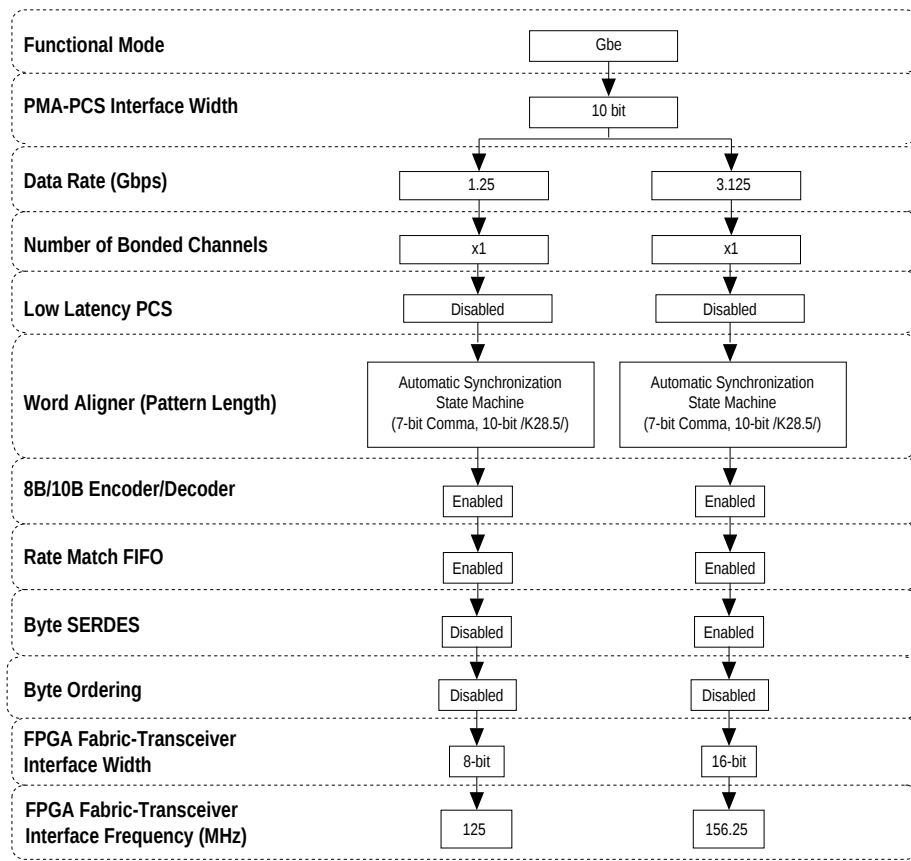 Functional Mode
Gbe
PMA-PCS Interface Width
10 bit
Data Rate (Gbps)
1.25
3.125
Number of Bonded Channels
x1
x1
Low Latency PCS
Disabled
Disabled
Word Aligner (Pattern Length)
Automatic Synchronization
State Machine
(7-bit Comma, 10-bit /K28.5/)
Automatic Synchronization
State Machine
(7-bit Comma, 10-bit /K28.5/)
8B/10B Encoder/Decoder
Enabled
Enabled
Rate Match FIFO
Enabled
Enabled
Byte SERDES
Disabled
Enabled
Byte Ordering
Disabled
Disabled
FPGA Fabric-Transceiver
Interface Width
8-bit
16-bit
FPGA Fabric-Transceiver
Interface Frequency (MHz)
125
156.25